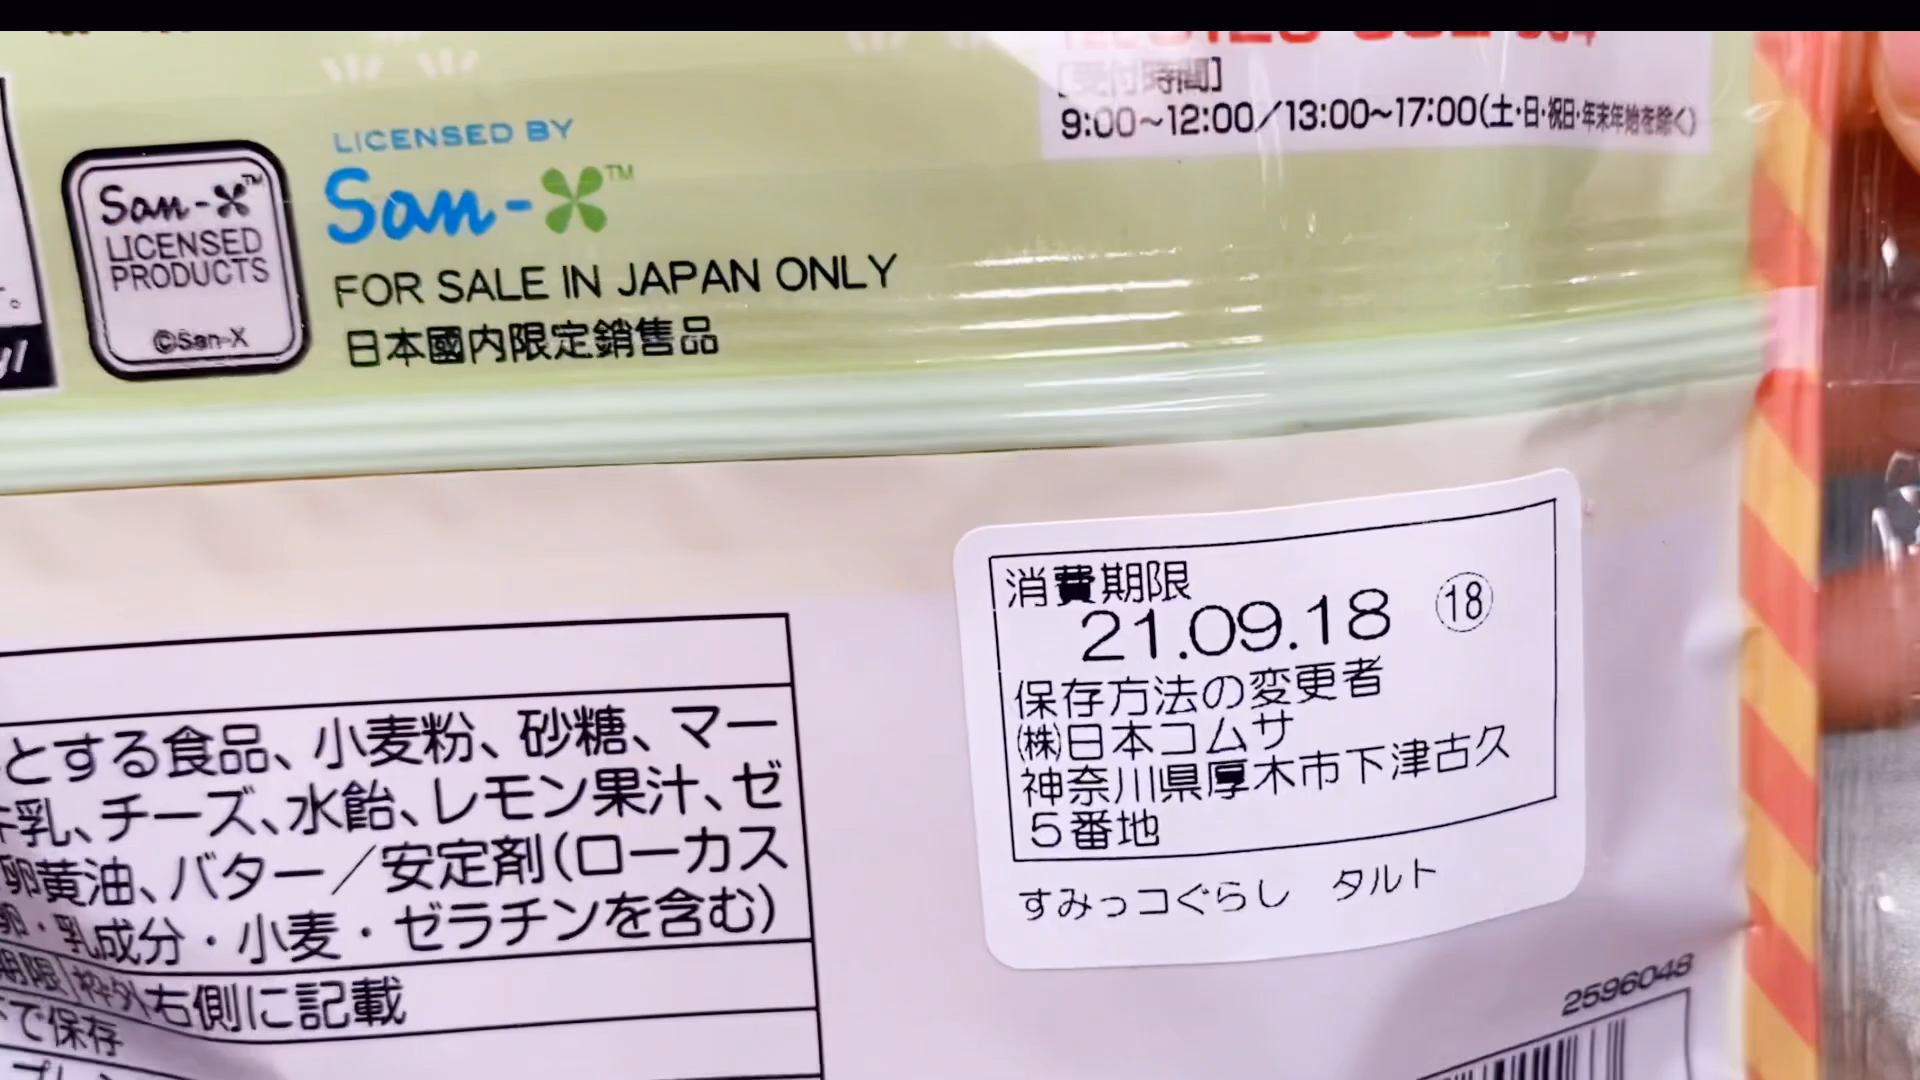 [受付時間]
9:00〜12:00/13:00〜17:00(土・日・祝日・年末年始を除く)
LICENSED BY
San-X™
FOR SALE IN JAPAN ONLY
日本國内限定銷售品
San-X™
LICENSED
PRODUCTS
©San-X
消費期限
21.09.18 ⑱
保存方法の変更者
㈱日本コムサ
神奈川県厚木市下津古久
5番地
すみっコぐらし タルト
とする食品、小麦粉、砂糖、マー
乳、チーズ、水飴、レモン果汁、ゼ
卵黄油、バター/安定剤(ローカス
卵・乳成分・小麦・ゼラチンを含む)
期限 枠外右側に記載
で保存
2596048